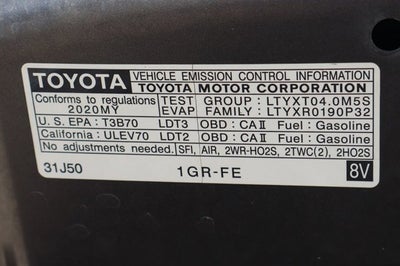 TOYOTA VEHICLE EMISSION CONTROL INFORMATION
TOYOTA MOTOR CORPORATION
Conforms to regulations TEST GROUP : LTYXT04.0M5S
2020MY EVAP FAMILY : LTYXR0190P32
U.S. EPA : T3B70 LDT3 OBD : CA II Fuel : Gasoline
California : ULEV70 LDT2 OBD : CA II Fuel : Gasoline
No adjustments needed. SFI, AIR, 2WR-HO2S, 2TWC(2), 2HO2S
31J50 1GR-FE 8V